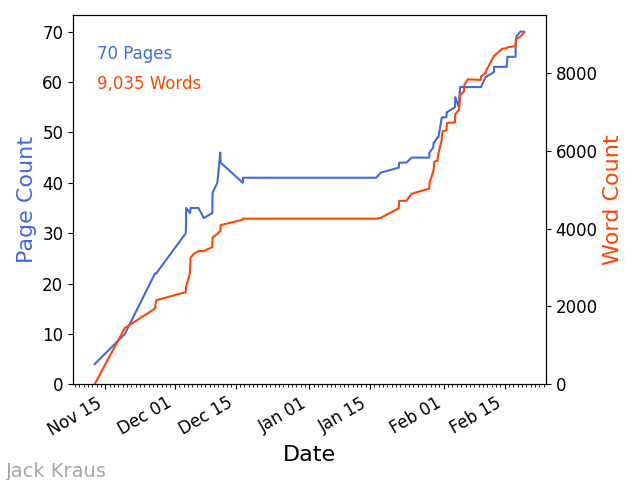 70 Pages
9,035 Words
Page Count
70
60
50
40
30
20
10
0
Word Count
8000
6000
4000
2000
0
Nov 15
Dec 01
Dec 15
Jan 01
Jan 15
Feb 01
Feb 15
Date
Jack Kraus